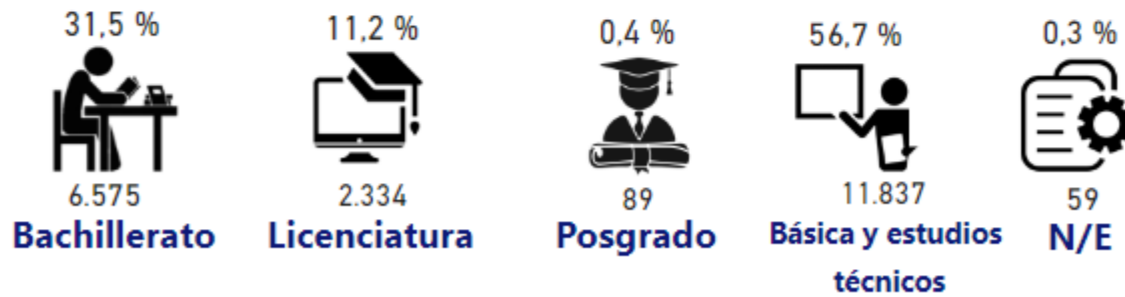 31,5 %
6.575
Bachillerato
11,2 %
2.334
Licenciatura
0,4 %
89
Posgrado
56,7 %
11.837
Básica y estudios
técnicos
0,3 %
59
N/E